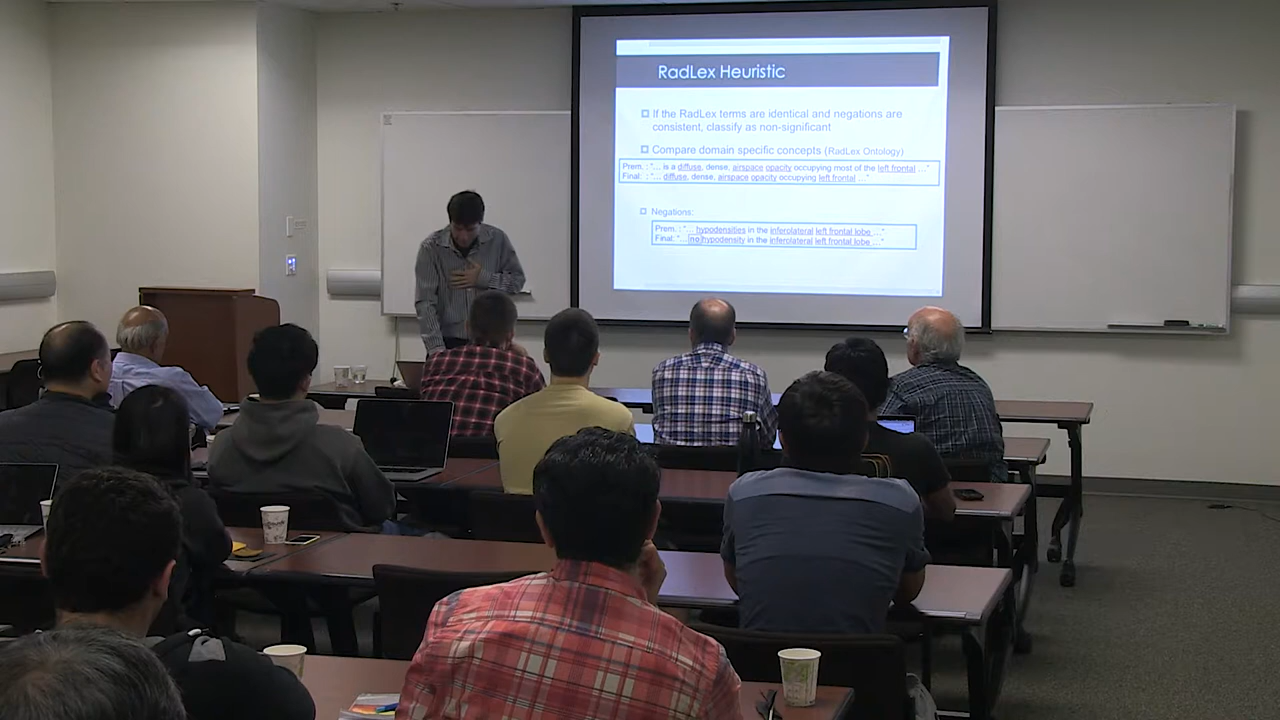 RadLex Heuristic
If the RadLex terms are identical and negations are
consistent, classify as non-significant
Compare domain specific concepts (RadLex Ontology)
Prem. : "... is a diffuse, dense, airspace opacity occupying most of the left frontal ..."
Final: : "... diffuse, dense, airspace opacity occupying left frontal ..."
Negations:
Prem. : "... hypodensities in the inferolateral left frontal lobe ..."
Final: "...[no]hypodensity in the inferolateral left frontal lobe ..."